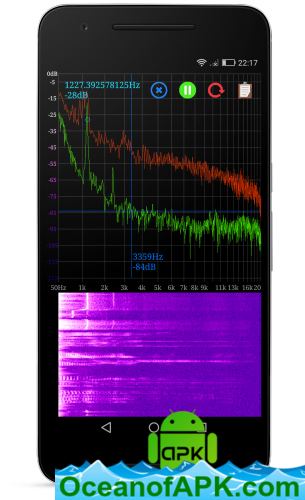 22:17
0dB
-5
1227.392578125Hz
-28dB
-15
-25
-35
-45
-55
-65
-75
-85
-95
3359Hz
-84dB
50Hz 1k 2k 3k 4k 5k 6k 7k 8k 9k 11k 13k 16k 20
APK
OceanofAPK.com